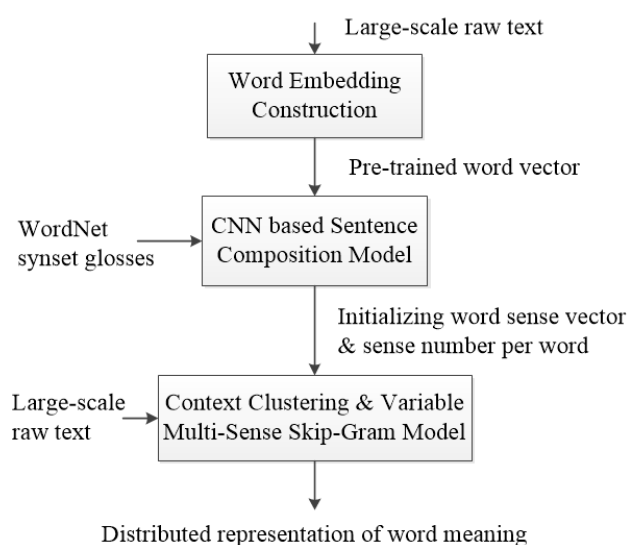 Large-scale raw text
Word Embedding
Construction
Pre-trained word vector
WordNet
synset glosses
CNN based Sentence
Composition Model
Initializing word sense vector
& sense number per word
Large-scale
raw text
Context Clustering & Variable
Multi-Sense Skip-Gram Model
Distributed representation of word meaning